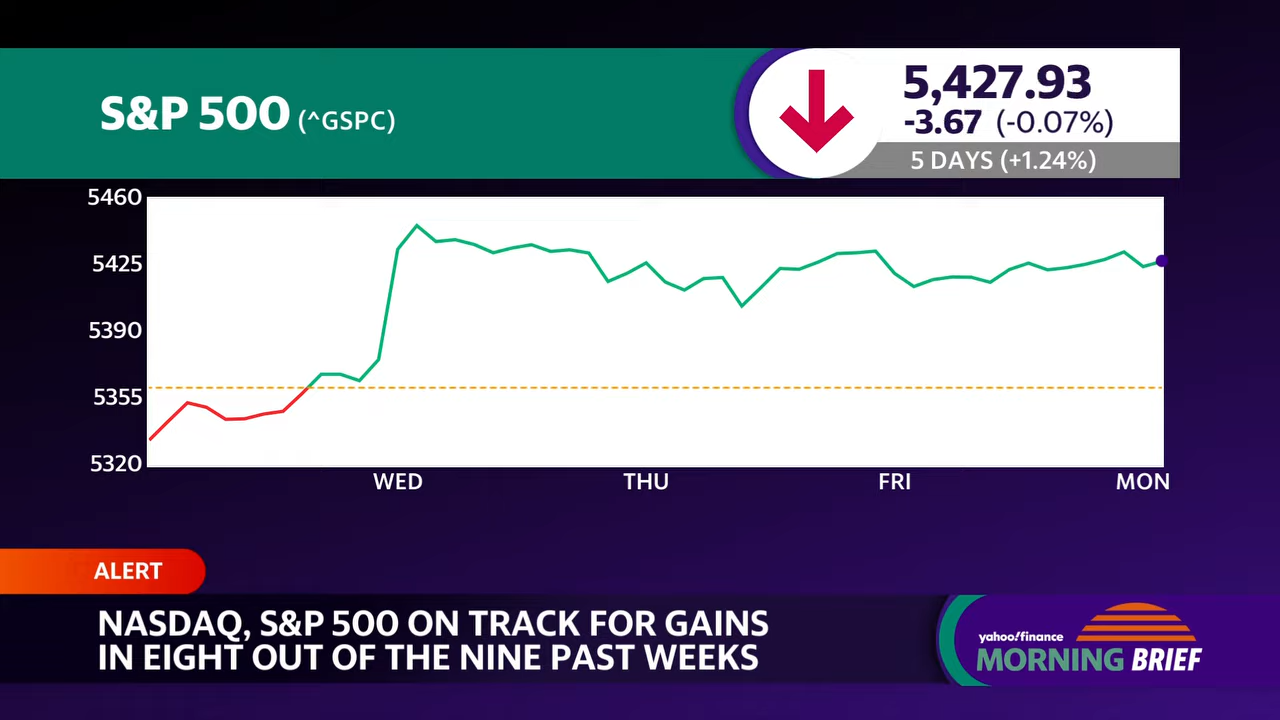 S&P 500 (^GSPC)
5,427.93
-3.67 (-0.07%)
5 DAYS (+1.24%)
5460
5425
5390
5355
5320
WED THU FRI MON
ALERT
NASDAQ, S&P 500 ON TRACK FOR GAINS
IN EIGHT OUT OF THE NINE PAST WEEKS
yahoo!finance
MORNING BRIEF